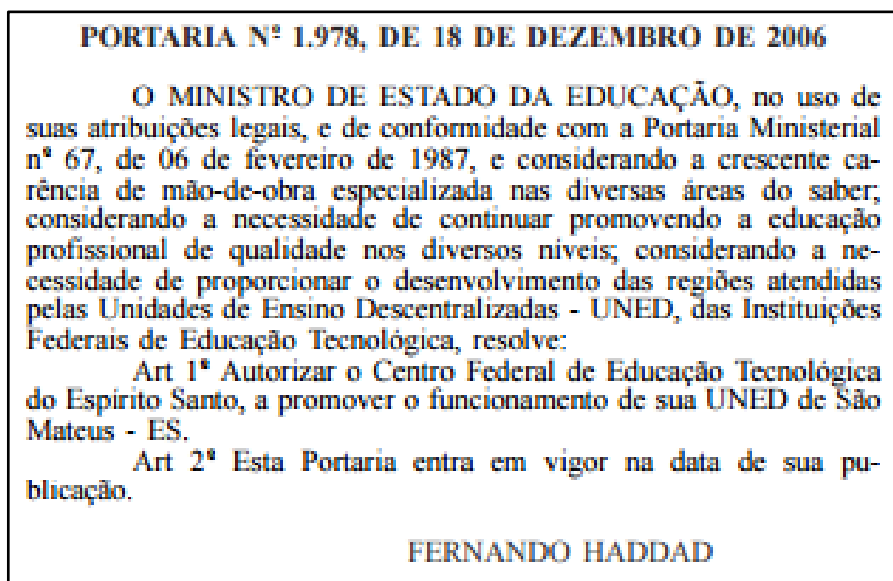 PORTARIA Nº 1.978, DE 18 DE DEZEMBRO DE 2006
O MINISTRO DE ESTADO DA EDUCAÇÃO, no uso de
suas atribuições legais, e de conformidade com a Portaria Ministerial
nº 67, de 06 de fevereiro de 1987, e considerando a crescente ca-
rência de mão-de-obra especializada nas diversas áreas do saber;
considerando a necessidade de continuar promovendo a educação
profissional de qualidade nos diversos níveis; considerando a ne-
cessidade de proporcionar o desenvolvimento das regiões atendidas
pelas Unidades de Ensino Descentralizadas - UNED, das Instituições
Federais de Educação Tecnológica, resolve:
Art 1º Autorizar o Centro Federal de Educação Tecnológica
do Espirito Santo, a promover o funcionamento de sua UNED de São
Mateus - ES.
Art 2º Esta Portaria entra em vigor na data de sua pu-
blicação.
FERNANDO HADDAD